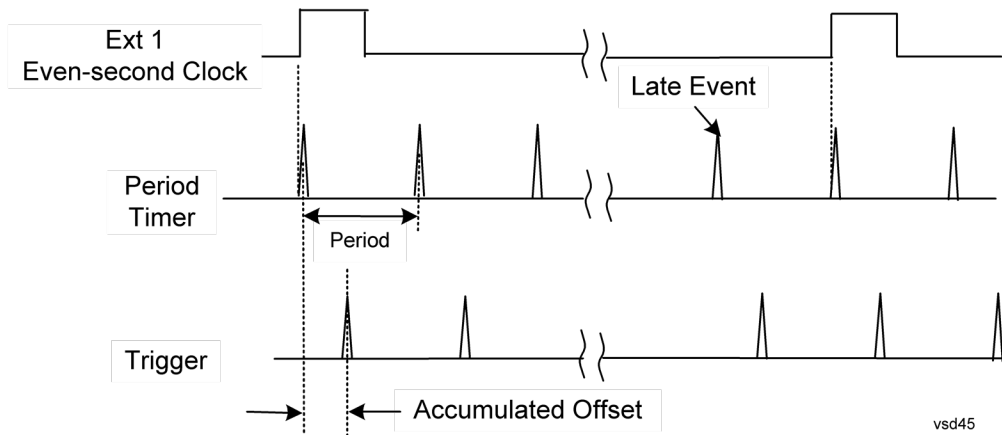 Ext 1
Even-second Clock
Late Event
Period
Timer
Period
Trigger
Accumulated Offset
vsd45